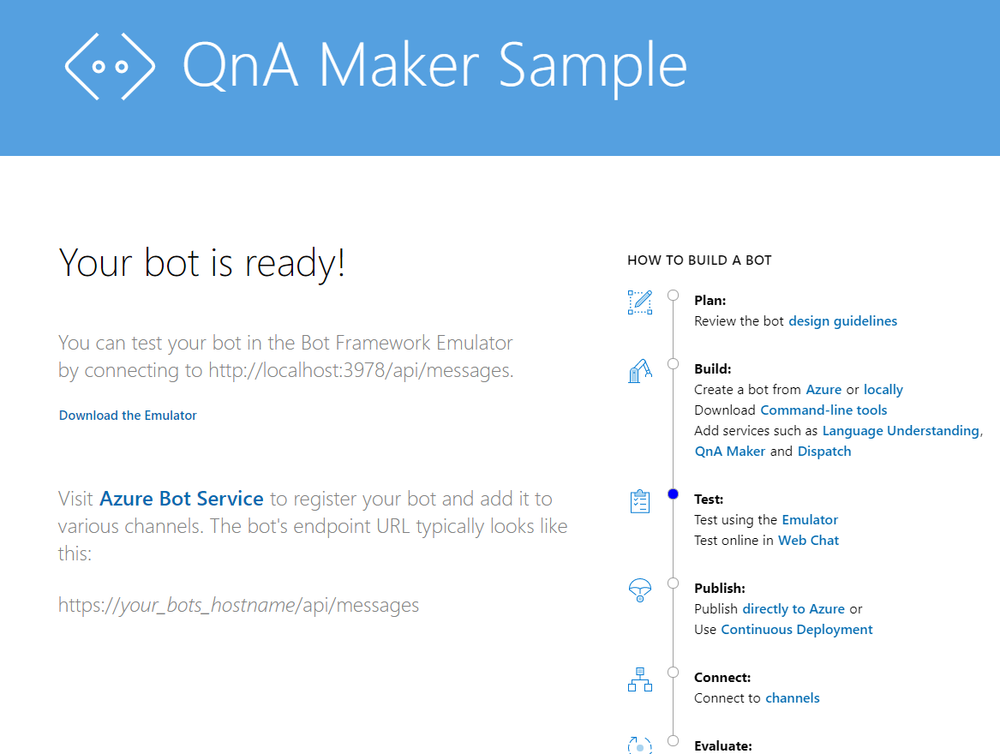 QnA Maker Sample
Your bot is ready!
You can test your bot in the Bot Framework Emulator
by connecting to http://localhost:3978/api/messages.
Download the Emulator
Visit Azure Bot Service to register your bot and add it to
various channels. The bot's endpoint URL typically looks like
this:
https://your_bots_hostname/api/messages
HOW TO BUILD A BOT
Plan:
Review the bot design guidelines
Build:
Create a bot from Azure or locally
Download Command-line tools
Add services such as Language Understanding,
QnA Maker and Dispatch
Test:
Test using the Emulator
Test online in Web Chat
Publish:
Publish directly to Azure or
Use Continuous Deployment
Connect:
Connect to channels
Evaluate: